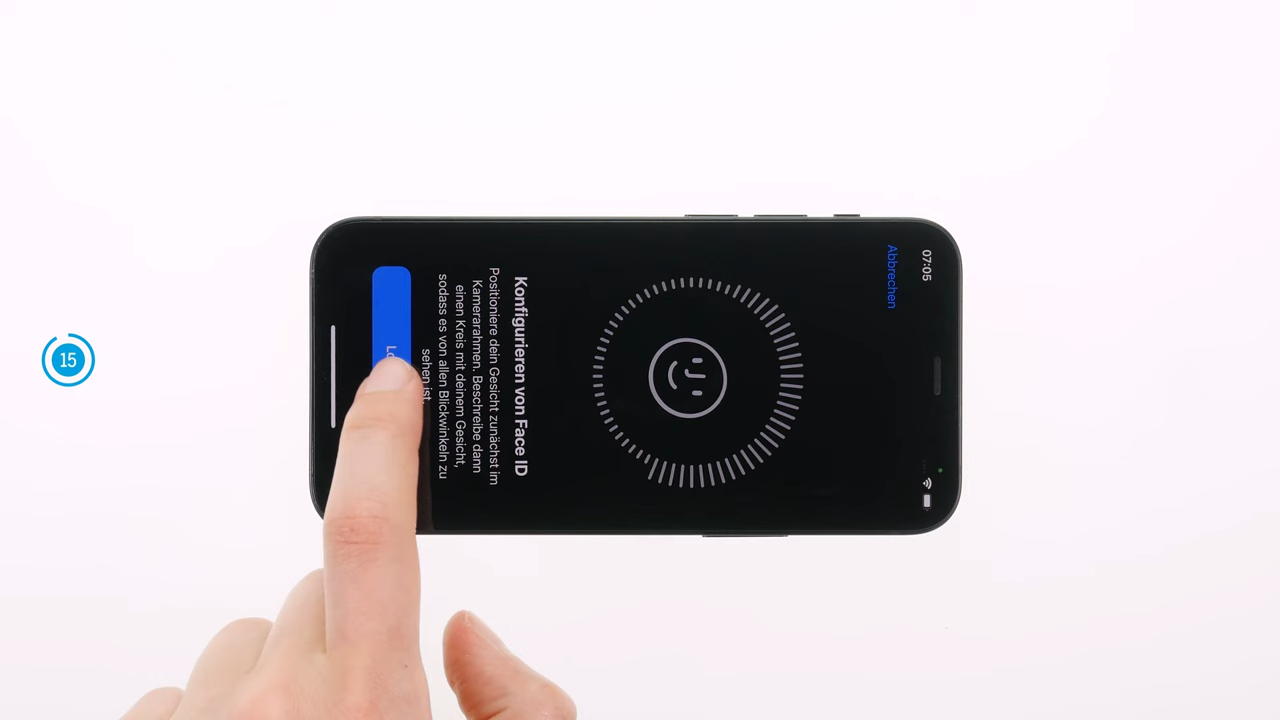 07:05
Abbrechen
Konfigurieren von Face ID
Positioniere dein Gesicht zunächst im
Kamerarahmen. Beschreibe dann
einen Kreis mit deinem Gesicht,
sodass es von allen Blickwinkeln zu
sehen ist.
15